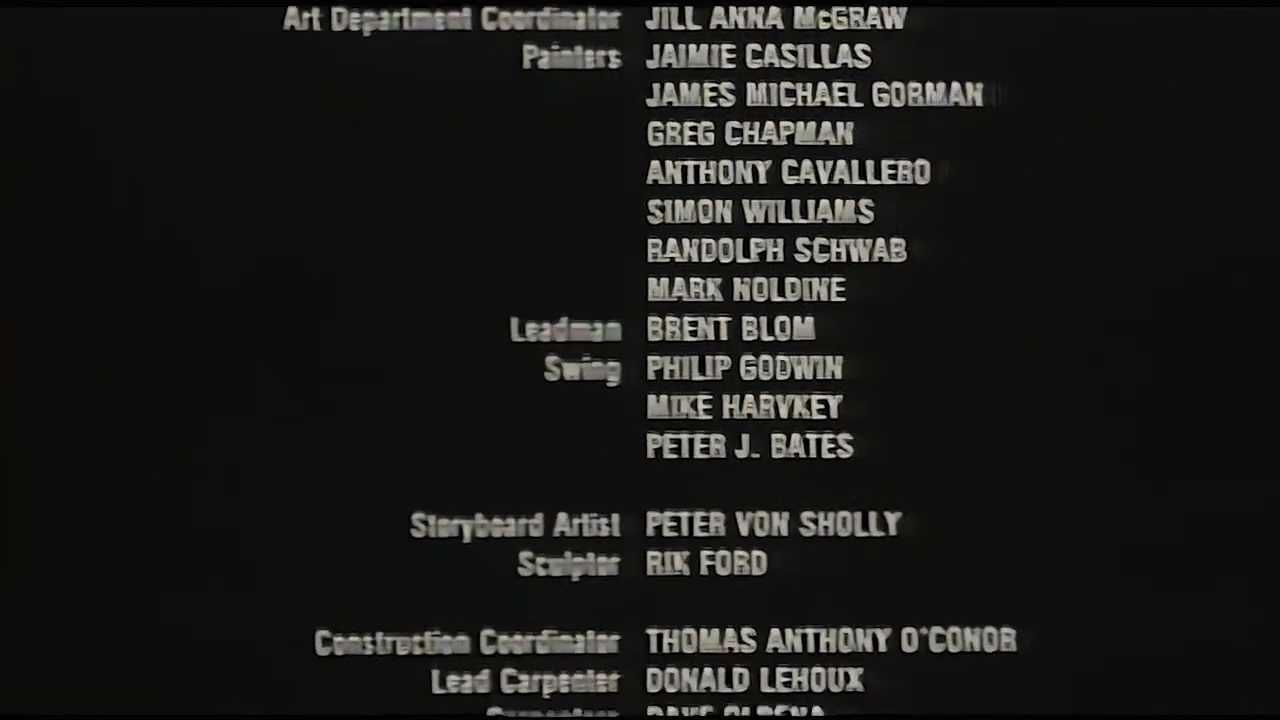 Art Department Coordinator JILL ANNA McGRAW
Painters JAIMIE CASILLAS
JAMES MICHAEL GORMAN
GREG CHAPMAN
ANTHONY CAVALLERO
SIMON WILLIAMS
RANDOLPH SCHWAB
MARK NOLDINE
Leadman BRENT BLOM
Swing PHILIP GODWIN
MIKE HARVKEY
PETER J. BATES
Storyboard Artist PETER VON SHOLLY
Sculptor RIK FORD
Construction Coordinator THOMAS ANTHONY O'CONOR
Lead Carpenter DONALD LEHOUX